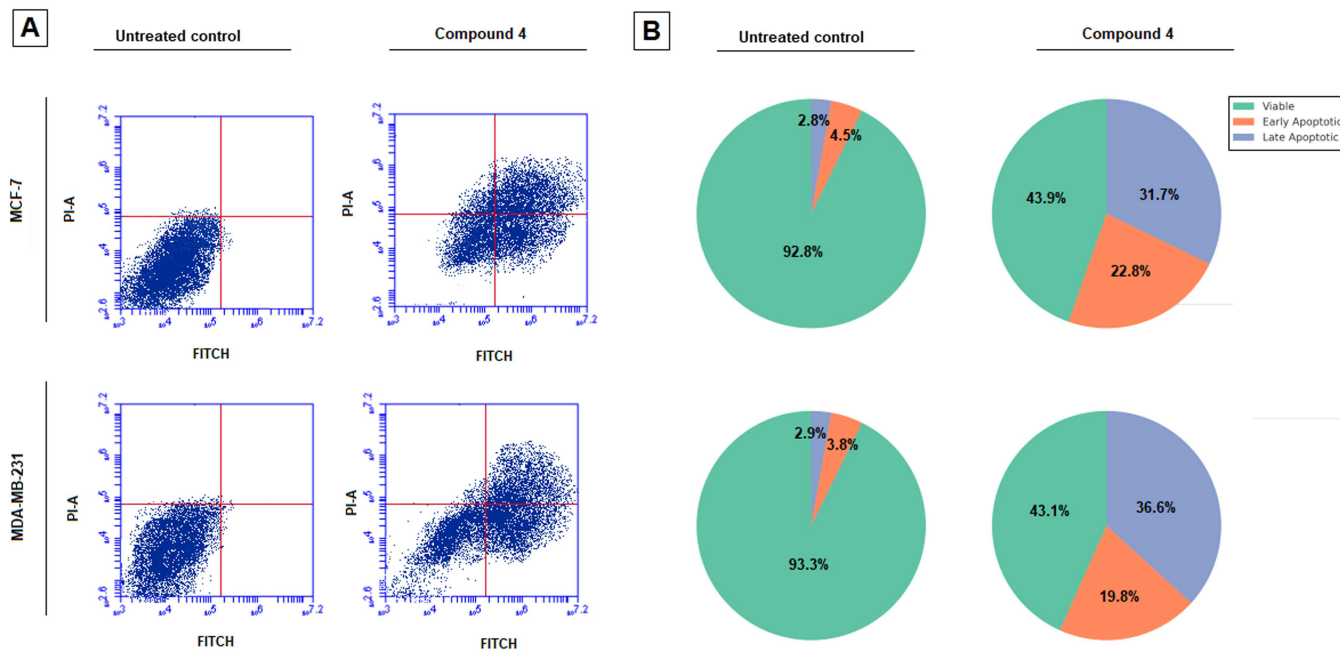 A
Untreated control
Compound 4
B
Untreated control
Compound 4
MCF-7
PI-A
FITCH
PI-A
FITCH
2.8%
4.5%
92.8%
43.9%
31.7%
22.8%
Viable
Early Apoptotic
Late Apoptotic
MDA-MB-231
PI-A
FITCH
PI-A
FITCH
2.9%
3.8%
93.3%
43.1%
36.6%
19.8%